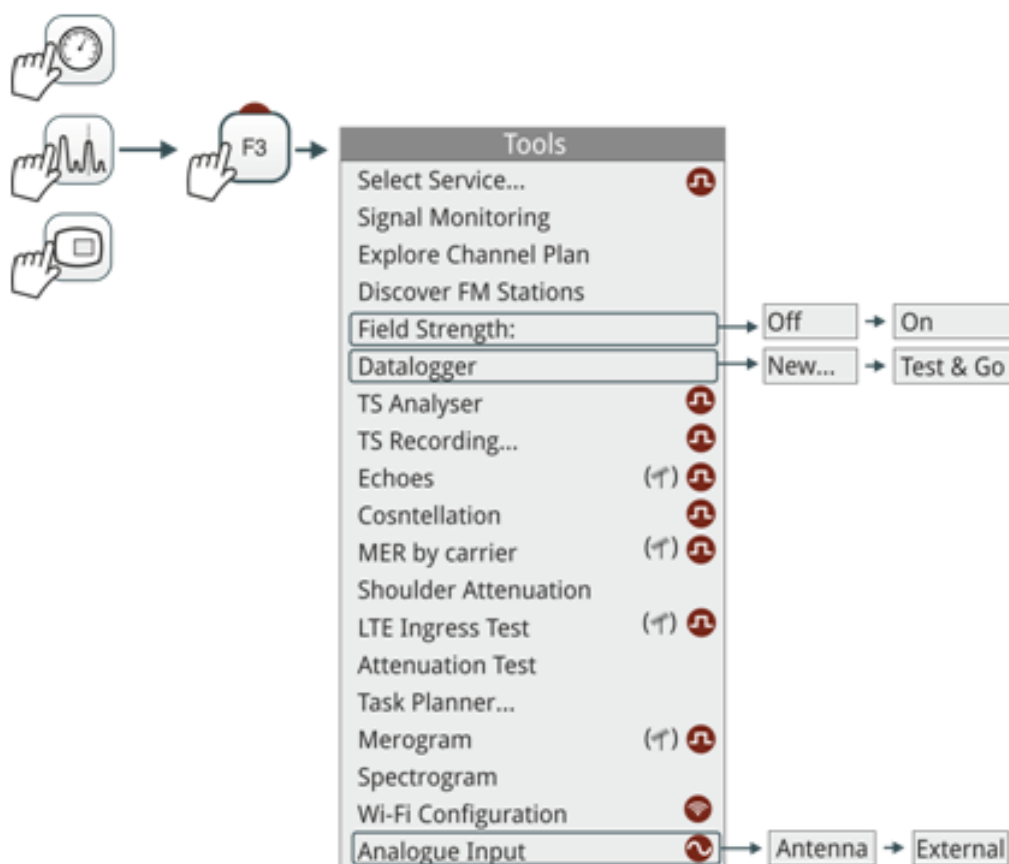 F3
Tools
Select Service...
Signal Monitoring
Explore Channel Plan
Discover FM Stations
Field Strength: Off On
Datalogger New... Test & Go
TS Analyser
TS Recording...
Echoes
Cosntellation
MER by carrier
Shoulder Attenuation
LTE Ingress Test
Attenuation Test
Task Planner...
Merogram
Spectrogram
Wi-Fi Configuration
Analogue Input Antenna External